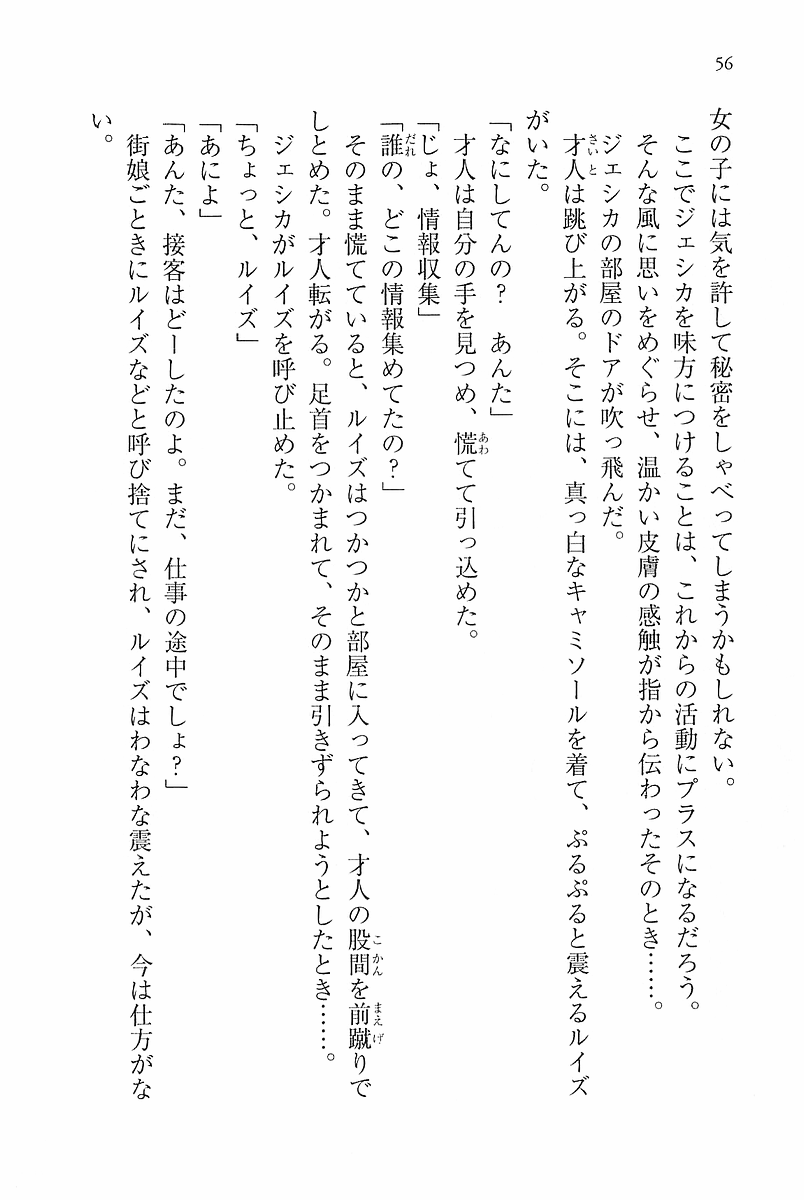 56
女の子には気を許して秘密をしゃべってしまうかもしれない。
ここでジェシカを味方につけることは、これからの活動にプラスになるだろう。
そんな風に思いをめぐらせ、温かい皮膚の感触が指から伝わったそのとき……。
ジェシカの部屋のドアが吹っ飛んだ。
才人は跳び上がる。そこには、真っ白なキャミソールを着て、ぷるぷると震えるルイズ
がいた。
「なにしてんの? あんた」
才人は自分の手を見つめ、慌てて引っ込めた。
「じょ、情報収集」
「誰の、どこの情報集めてたの?」
そのまま慌てていると、ルイズはつかつかと部屋に入ってきて、才人の股間を前蹴りで
しとめた。才人転がる。足首をつかまれて、そのまま引きずられようとしたとき……。
ジェシカがルイズを呼び止めた。
「ちょっと、ルイズ」
「あによ」
「あんた、接客はどーしたのよ。まだ、仕事の途中でしょ?」
街娘ごときにルイズなどと呼び捨てにされ、ルイズはわなわな震えたが、今は仕方がな
い。